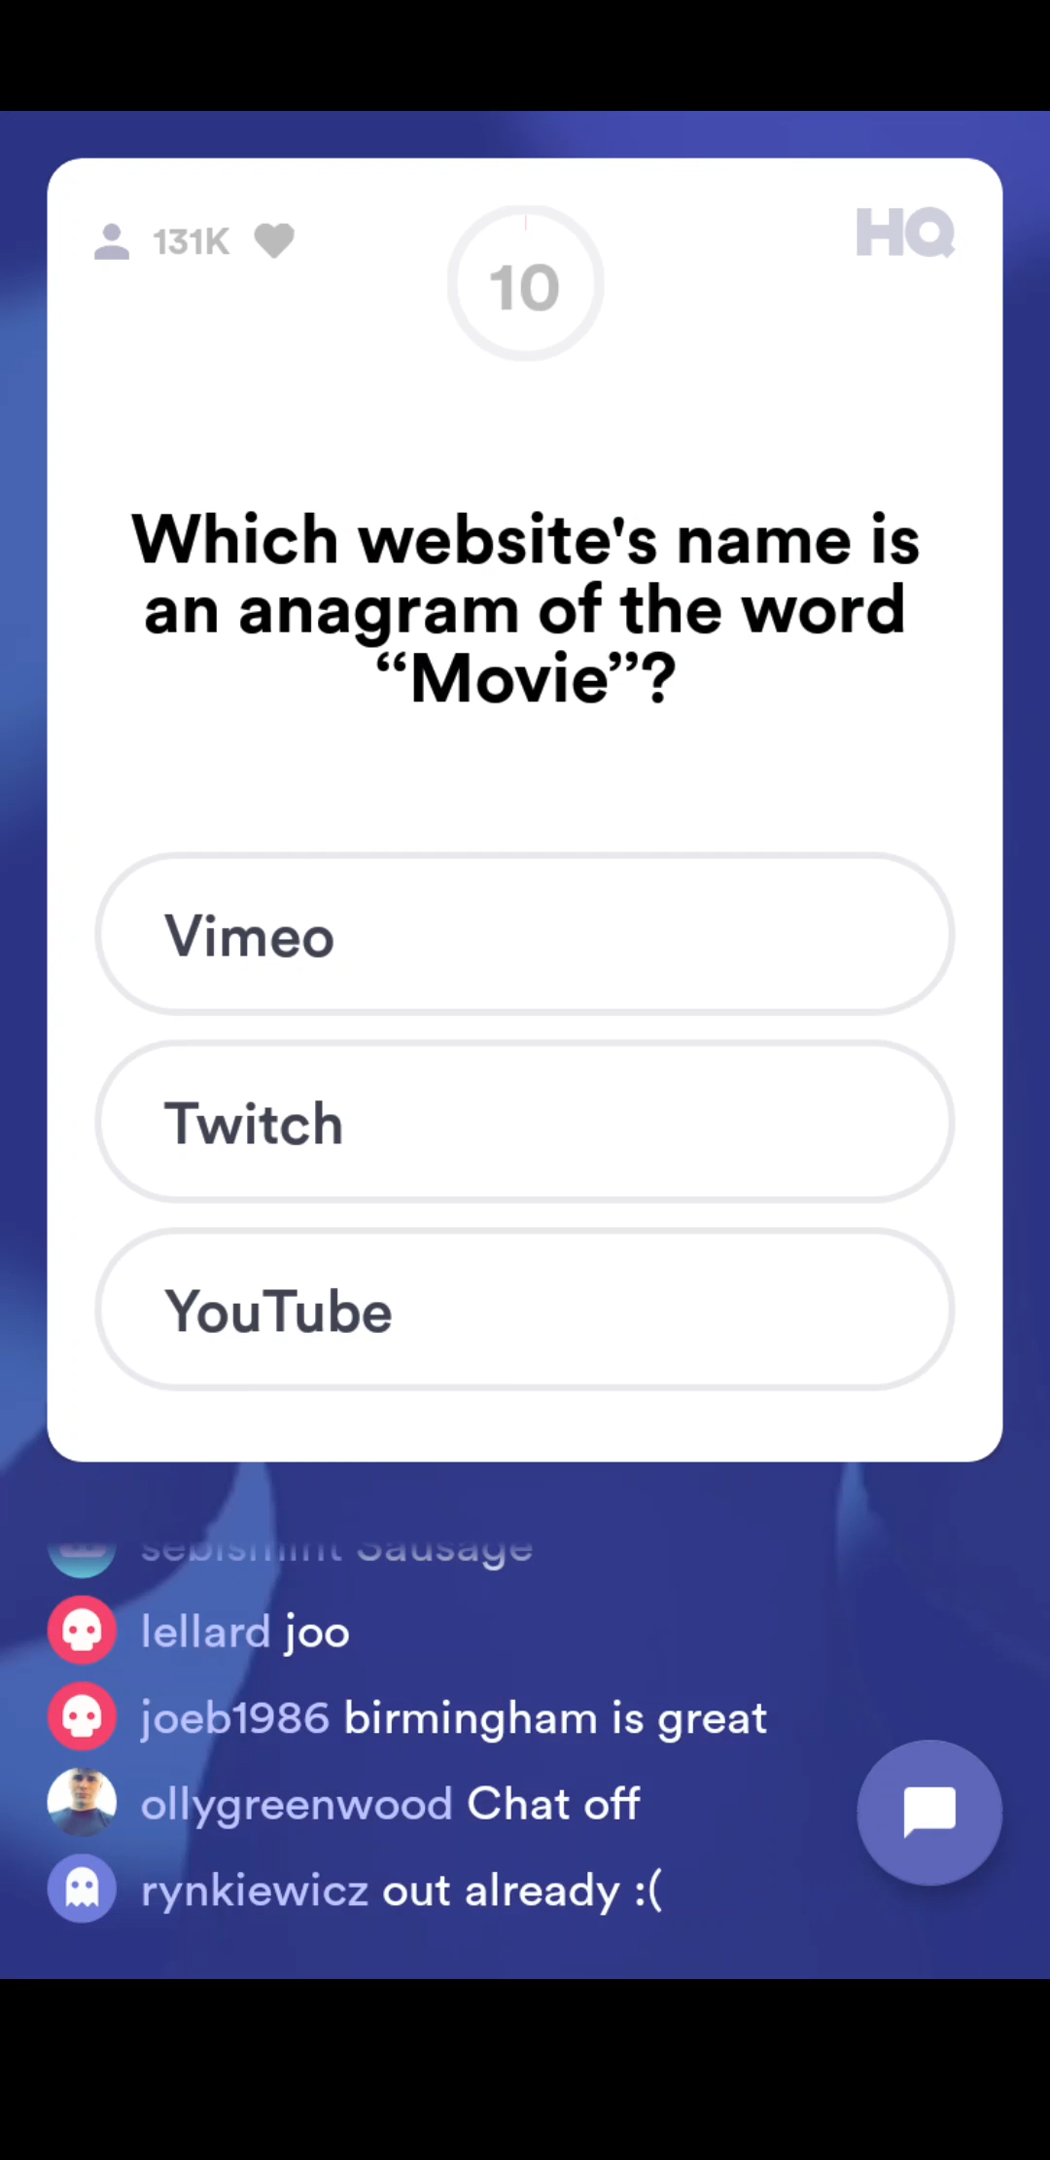 131K
10
HQ
Which website's name is
an anagram of the word
“Movie”?
Vimeo
Twitch
YouTube
Sausage
lellard joo
joeb1986 birmingham is great
ollygreenwood Chat off
rynkiewicz out already :(